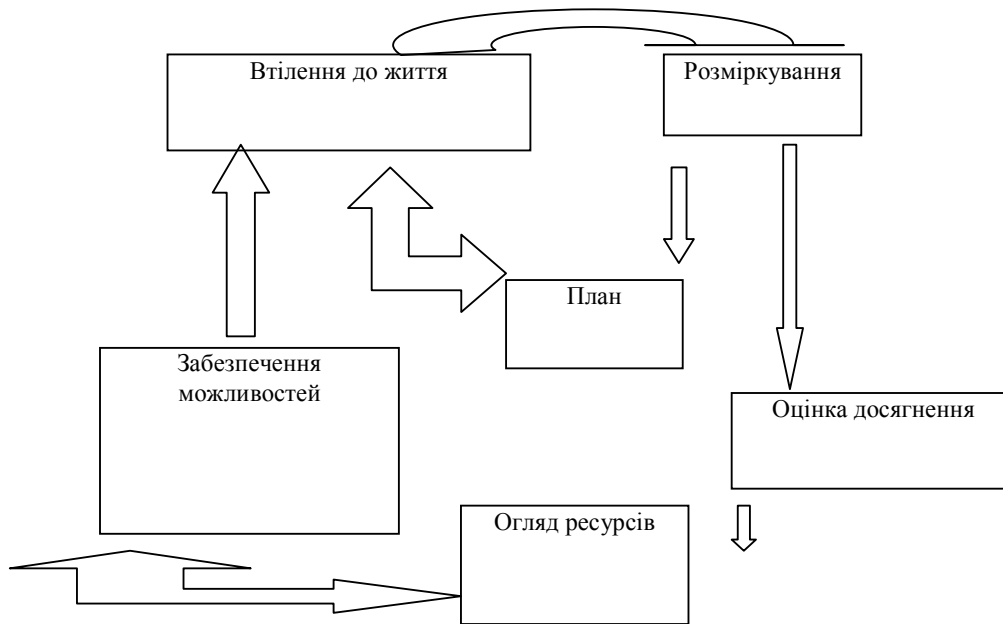 Втілення до життя
Розміркування
План
Забезпечення
можливостей
Оцінка досягнення
Огляд ресурсів